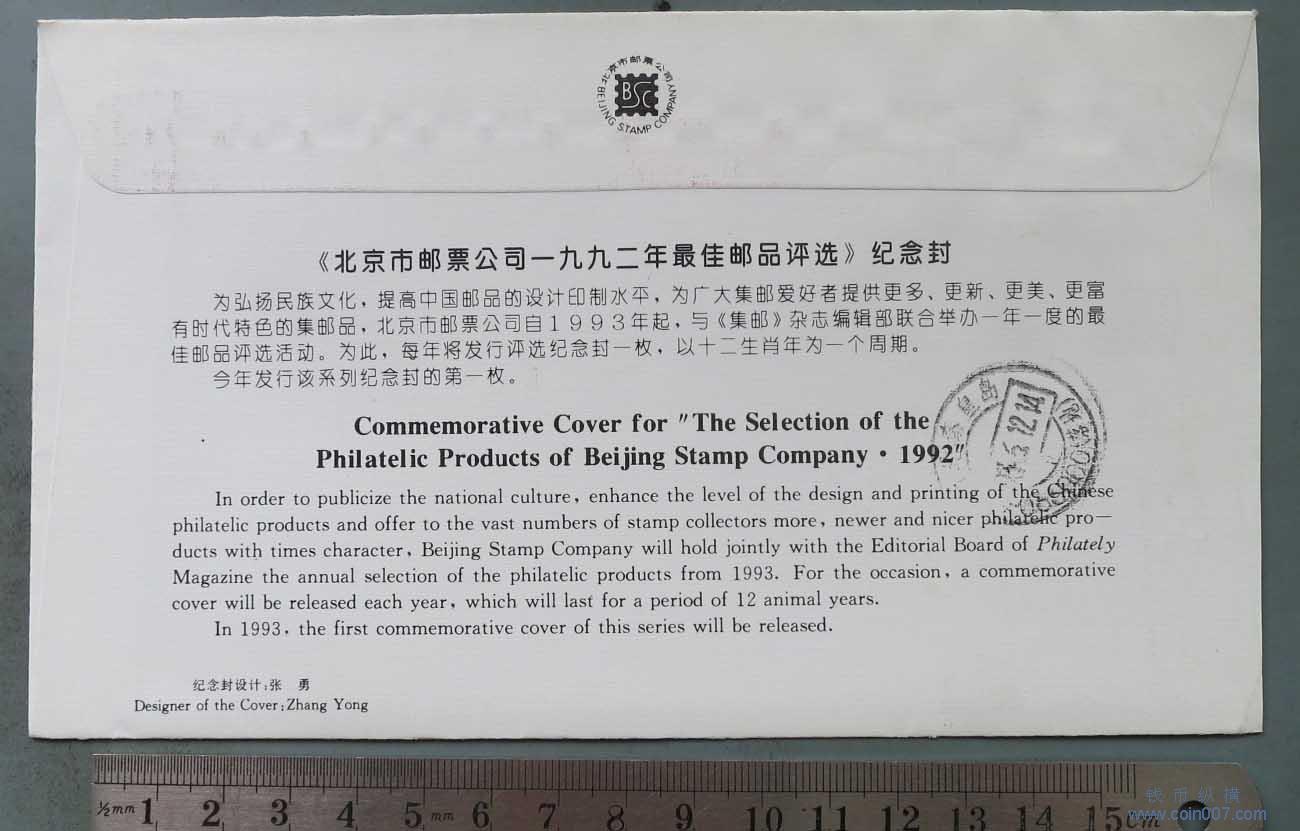 北京市邮票公司
BSC
BEIJING STAMP COMPANY
《北京市邮票公司一九九二年最佳邮品评选》纪念封
为弘扬民族文化，提高中国邮品的设计印制水平，为广大集邮爱好者提供更多、更新、更美、更富
有时代特色的集邮品，北京市邮票公司自1993年起，与《集邮》杂志编辑部联合举办一年一度的最
佳邮品评选活动。为此，每年将发行评选纪念封一枚，以十二生肖年为一个周期。
今年发行该系列纪念封的第一枚。
Commemorative Cover for "The Selection of the
Philatelic Products of Beijing Stamp Company • 1992"
In order to publicize the national culture, enhance the level of the design and printing of the Chinese
philatelic products and offer to the vast numbers of stamp collectors more, newer and nicer philatelic pro—
ducts with times character, Beijing Stamp Company will hold jointly with the Editorial Board of Philately
Magazine the annual selection of the philatelic products from 1993. For the occasion, a commemorative
cover will be released each year, which will last for a period of 12 animal years.
In 1993, the first commemorative cover of this series will be released.
皇岛
12.14
纪念封设计：张 勇
Designer of the Cover: Zhang Yong
½mm 1 2 3 4 5 mm 6 7 8 9 10 11 12 13 14 15cm
钱币纵横
www.coin007.com